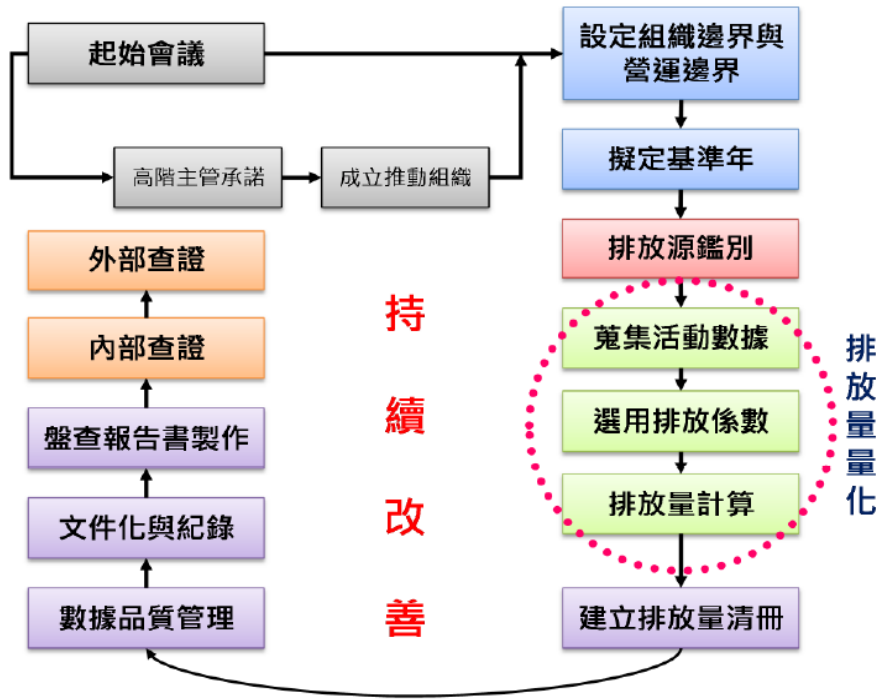 起始會議
高階主管承諾
成立推動組織
設定組織邊界與
營運邊界
擬定基準年
排放源鑑別
蒐集活動數據
選用排放係數
排放量計算
排放量量化
建立排放量清冊
數據品質管理
文件化與紀錄
盤查報告書製作
內部查證
外部查證
持續改善